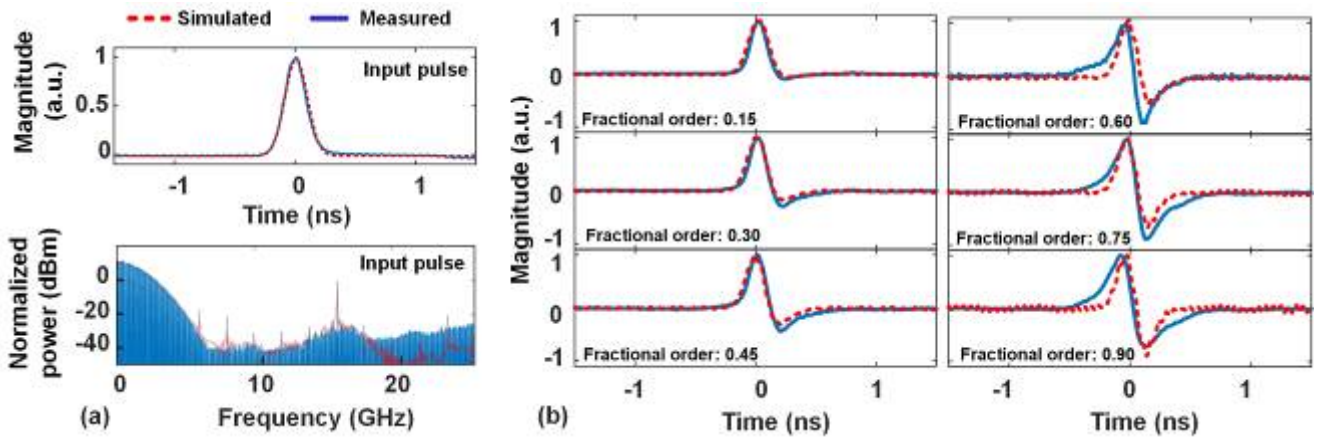 Simulated Measured
Magnitude (a.u.)
1
0.5
0
Input pulse
-1 0 1
Time (ns)
Normalized power (dBm)
0
-20
-40
Input pulse
0 10 20
Frequency (GHz)
(a)
Magnitude (a.u.)
1
0
-1
Fractional order: 0.15
1
0
-1
Fractional order: 0.30
1
0
-1
Fractional order: 0.45
-1 0 1
Time (ns)
1
0
-1
Fractional order: 0.60
1
0
-1
Fractional order: 0.75
1
0
-1
Fractional order: 0.90
-1 0 1
Time (ns)
(b)